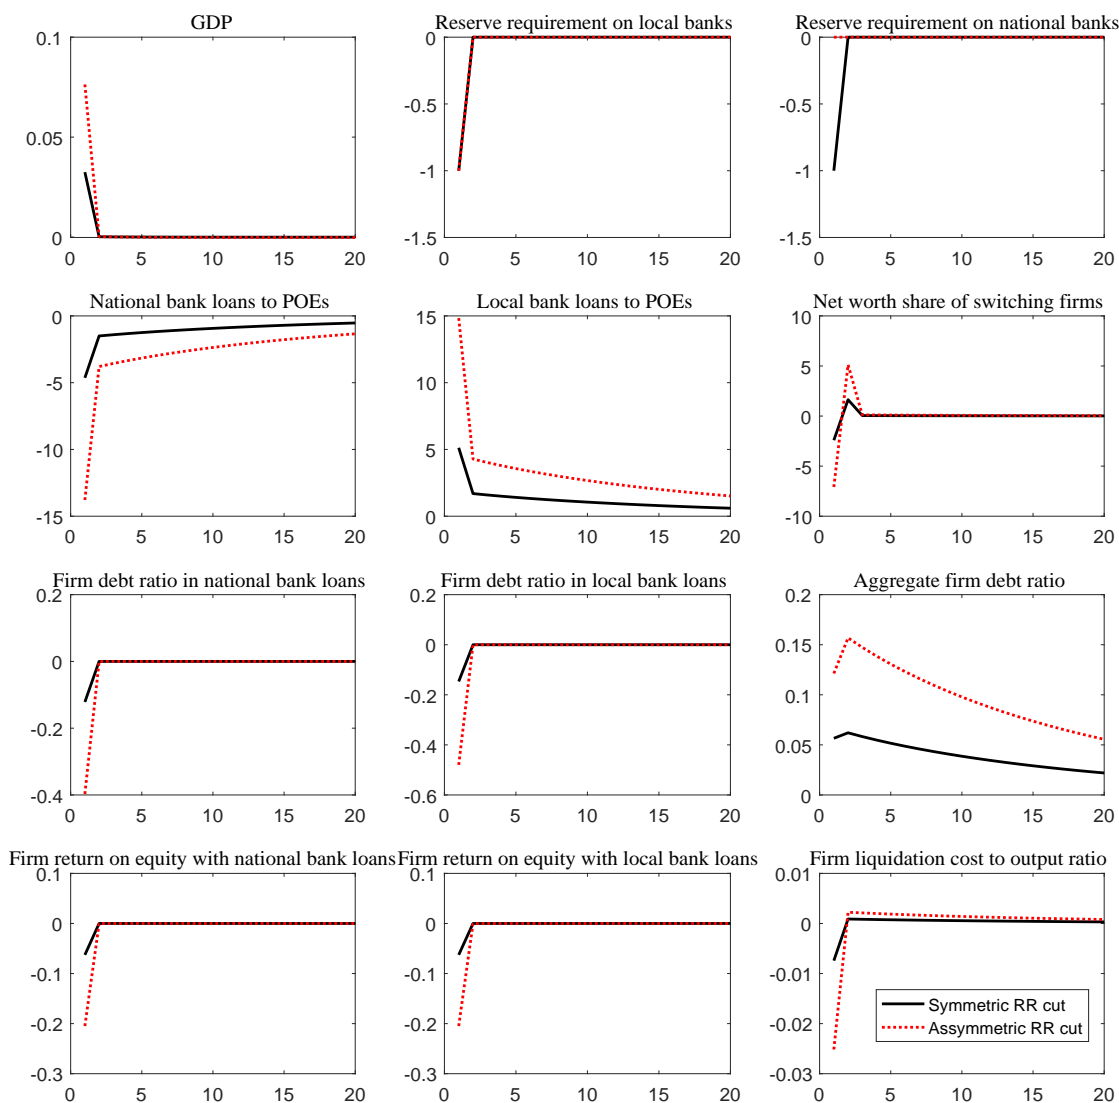 GDP
Reserve requirement on local banks
Reserve requirement on national banks
0.1
0.05
0
0 5 10 15 20
0
-0.5
-1
-1.5
0 5 10 15 20
0
-0.5
-1
-1.5
0 5 10 15 20
National bank loans to POEs
Local bank loans to POEs
Net worth share of switching firms
0
-5
-10
-15
0 5 10 15 20
15
10
5
0
0 5 10 15 20
10
5
0
-5
-10
0 5 10 15 20
Firm debt ratio in national bank loans
Firm debt ratio in local bank loans
Aggregate firm debt ratio
0.2
0
-0.2
-0.4
0 5 10 15 20
0.2
0
-0.2
-0.4
-0.6
0 5 10 15 20
0.2
0.15
0.1
0.05
0
0 5 10 15 20
Firm return on equity with national bank loans
Firm return on equity with local bank loans
Firm liquidation cost to output ratio
0.1
0
-0.1
-0.2
-0.3
0 5 10 15 20
0.1
0
-0.1
-0.2
-0.3
0 5 10 15 20
0.01
0
-0.01
-0.02
-0.03
0 5 10 15 20
Symmetric RR cut
Assymmetric RR cut